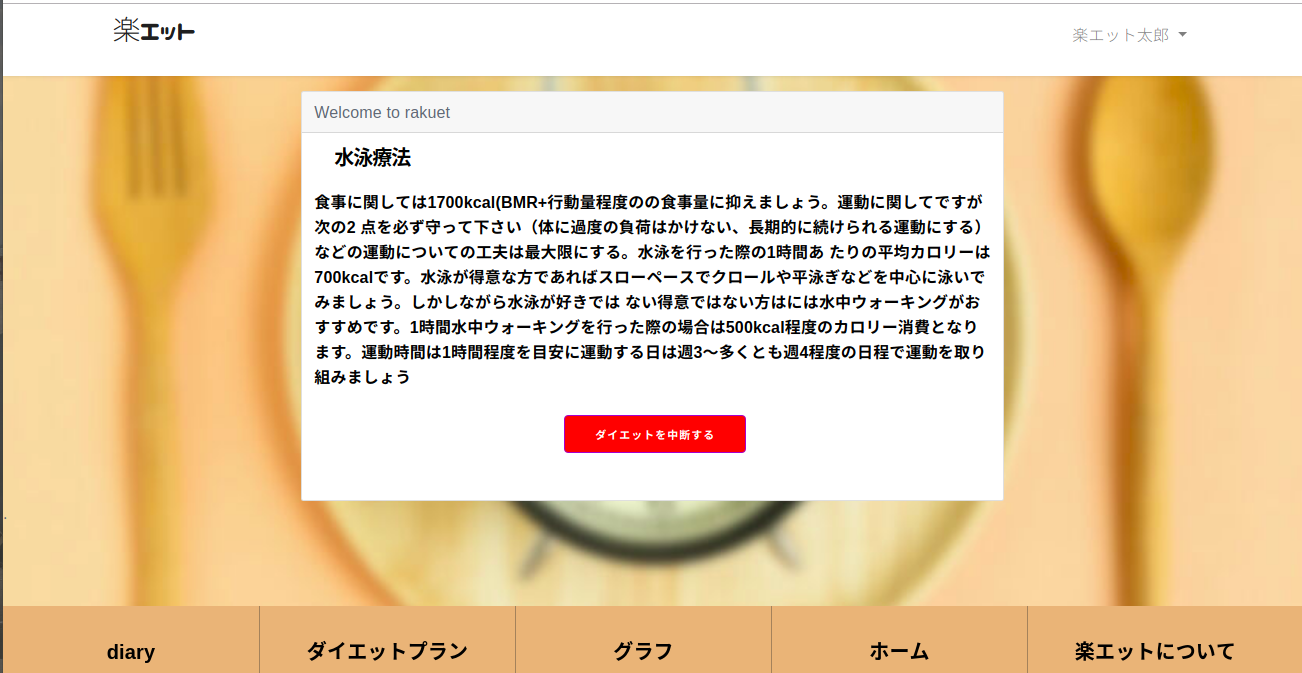 楽エット
楽エット太郎
Welcome to rakuet
水泳療法
食事に関しては1700kcal(BMR+行動量程度のの食事量に抑えましょう。運動に関してですが
次の2 点を必ず守って下さい（体に過度の負荷はかけない、長期的に続けられる運動にする）
などの運動についての工夫は最大限にする。水泳を行った際の1時間あ たりの平均カロリーは
700kcalです。水泳が得意な方であればスローペースでクロールや平泳ぎなどを中心に泳いで
みましょう。しかしながら水泳が好きでは ない得意ではない方はには水中ウォーキングがお
すすめです。1時間水中ウォーキングを行った際の場合は500kcal程度のカロリー消費となり
ます。運動時間は1時間程度を目安に運動する日は週3〜多くとも週4程度の日程で運動を取り
組みましょう
ダイエットを中断する
diary
ダイエットプラン
グラフ
ホーム
楽エットについて